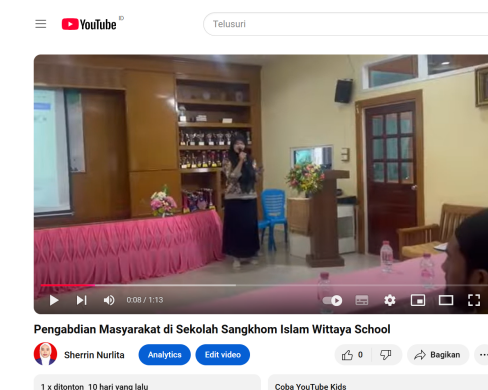 YouTube ID
Telusuri
0:08 / 1:13
Pengabdian Masyarakat di Sekolah Sangkhom Islam Wittaya School
Sherrin Nurlita
Analytics
Edit video
0
Bagikan
1 x ditonton 10 hari yang lalu
Coba YouTube Kids